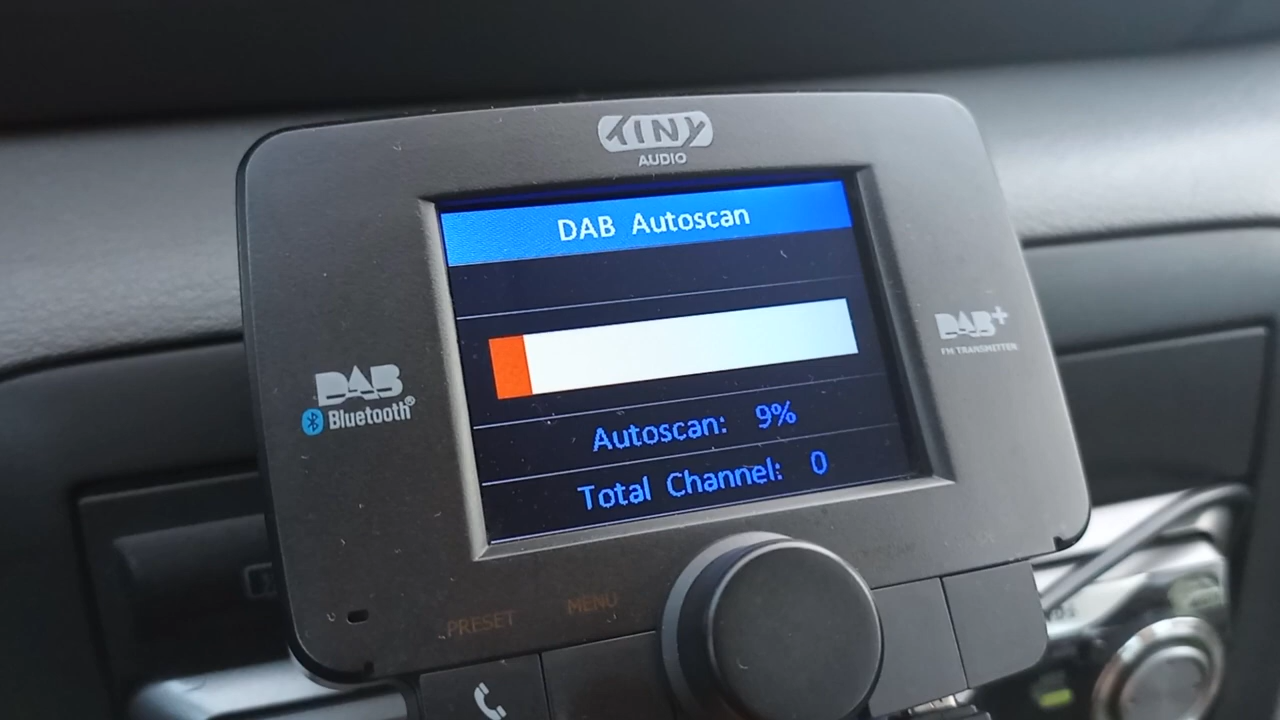 TINY
AUDIO
DAB Autoscan
DAB+
FM TRANSMITTER
DAB
Bluetooth®
Autoscan: 9%
Total Channel: 0
PRESET
MENU